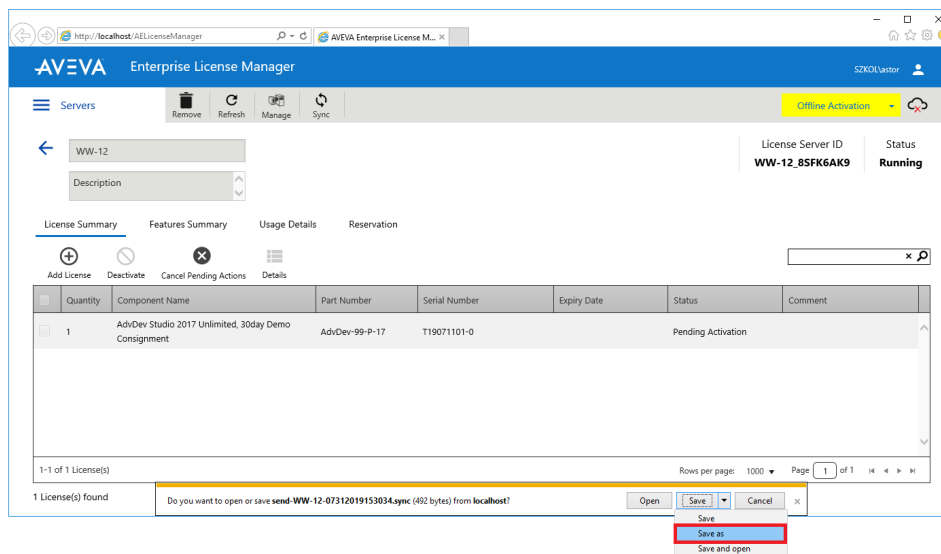 http://localhost/AELicenseManager
AVEVA Enterprise License M...
AVEVA Enterprise License Manager
SZKOL\astor
Servers
Remove Refresh Manage Sync
Offline Activation
WW-12
Description
License Server ID Status
WW-12_8SFK6AK9 Running
License Summary Features Summary Usage Details Reservation
Add License Deactivate Cancel Pending Actions Details
Quantity Component Name Part Number Serial Number Expiry Date Status Comment
1 AdvDev Studio 2017 Unlimited, 30day Demo Consignment AdvDev-99-P-17 T19071101-0 Pending Activation
1-1 of 1 License(s) Rows per page: 1000 Page 1 of 1
1 License(s) found
Do you want to open or save send-WW-12-07312019153034.sync (492 bytes) from localhost? Open Save Cancel
Save
Save as
Save and open